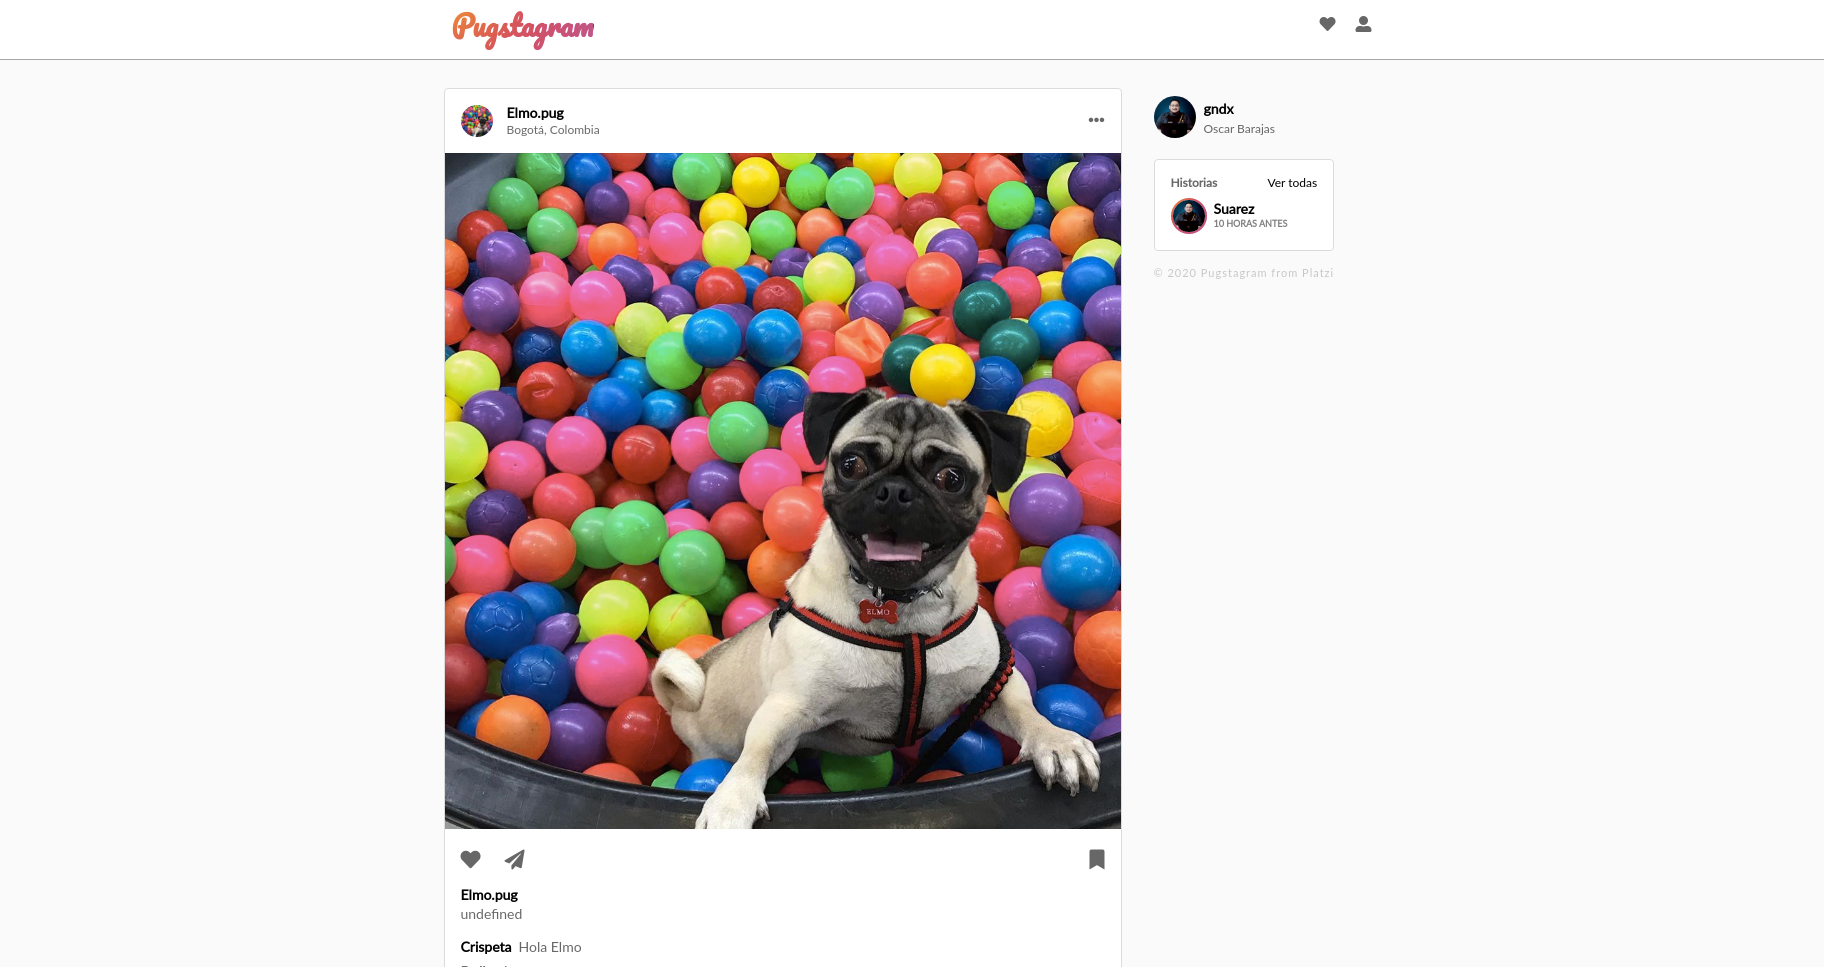 Pugstagram
Elmo.pug
Bogotá, Colombia
ELMO
Elmo.pug
undefined
Crispeta Hola Elmo
gndx
Oscar Barajas
Historias Ver todas
Suarez
10 HORAS ANTES
© 2020 Pugstagram from Platzi